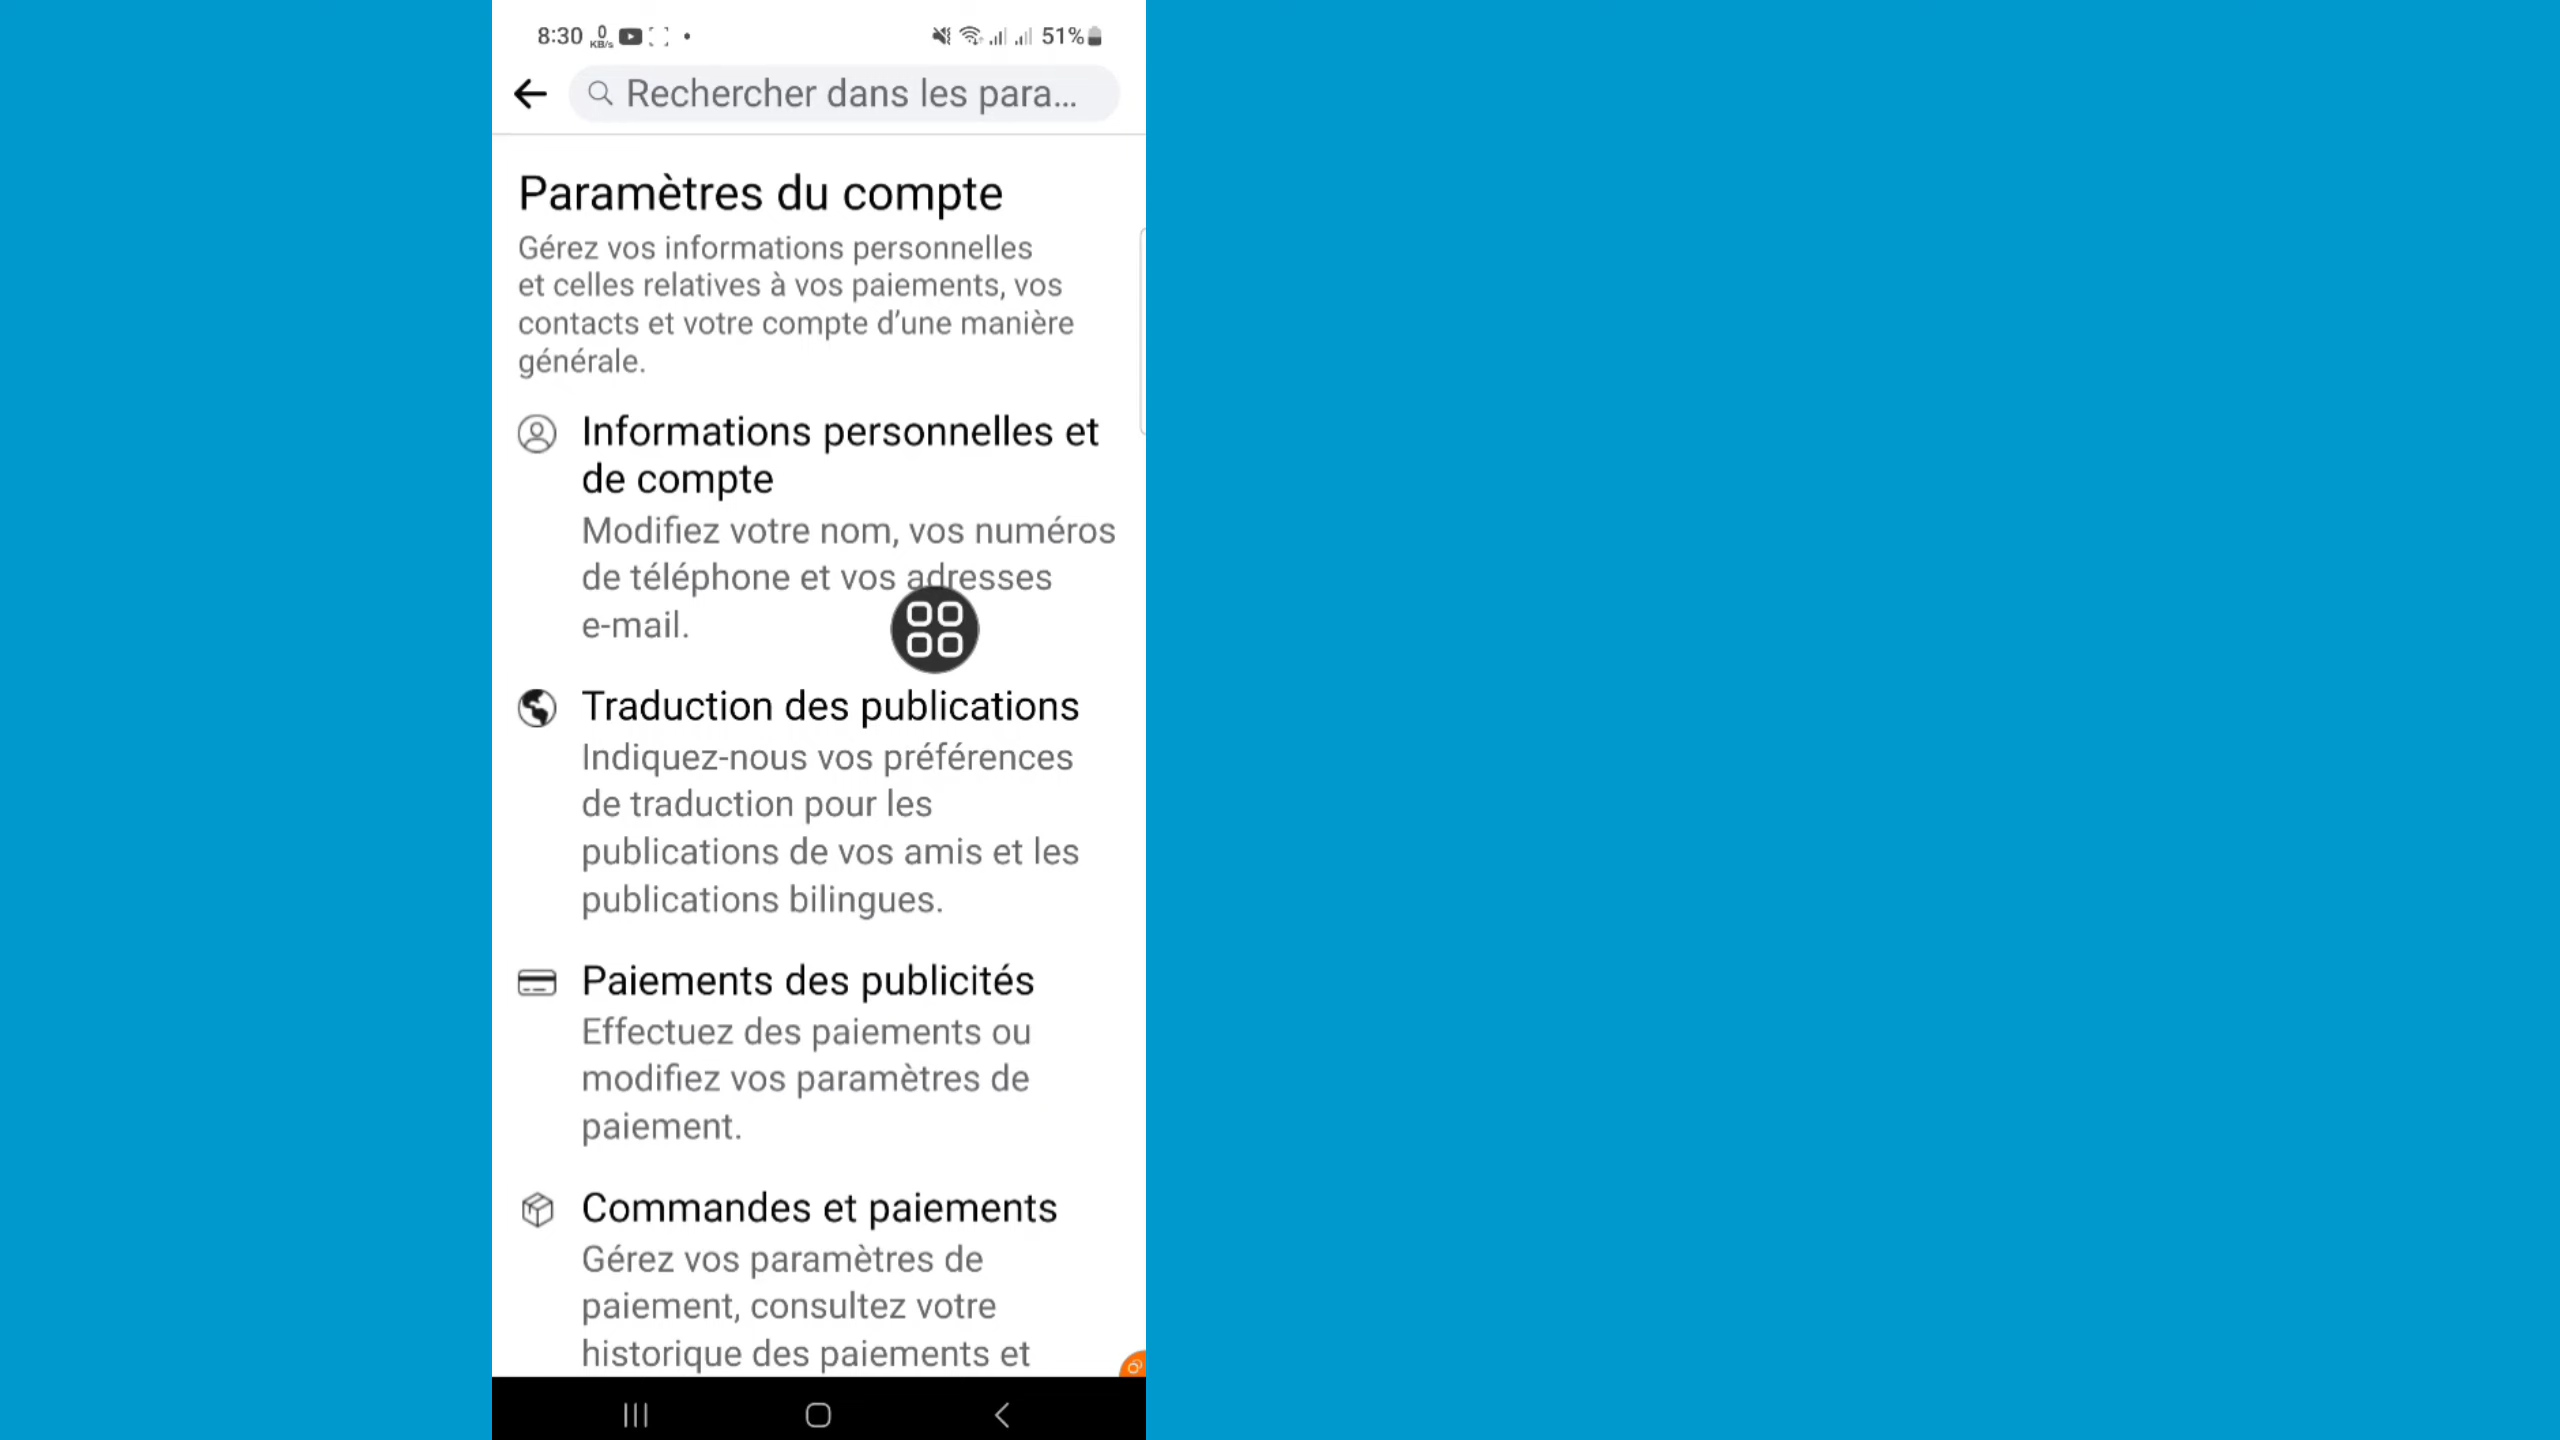 8:30 0 KB/s 51%
Rechercher dans les para...
Paramètres du compte
Gérez vos informations personnelles
et celles relatives à vos paiements, vos
contacts et votre compte d’une manière
générale.
Informations personnelles et
de compte
Modifiez votre nom, vos numéros
de téléphone et vos adresses
e-mail.
Traduction des publications
Indiquez-nous vos préférences
de traduction pour les
publications de vos amis et les
publications bilingues.
Paiements des publicités
Effectuez des paiements ou
modifiez vos paramètres de
paiement.
Commandes et paiements
Gérez vos paramètres de
paiement, consultez votre
historique des paiements et